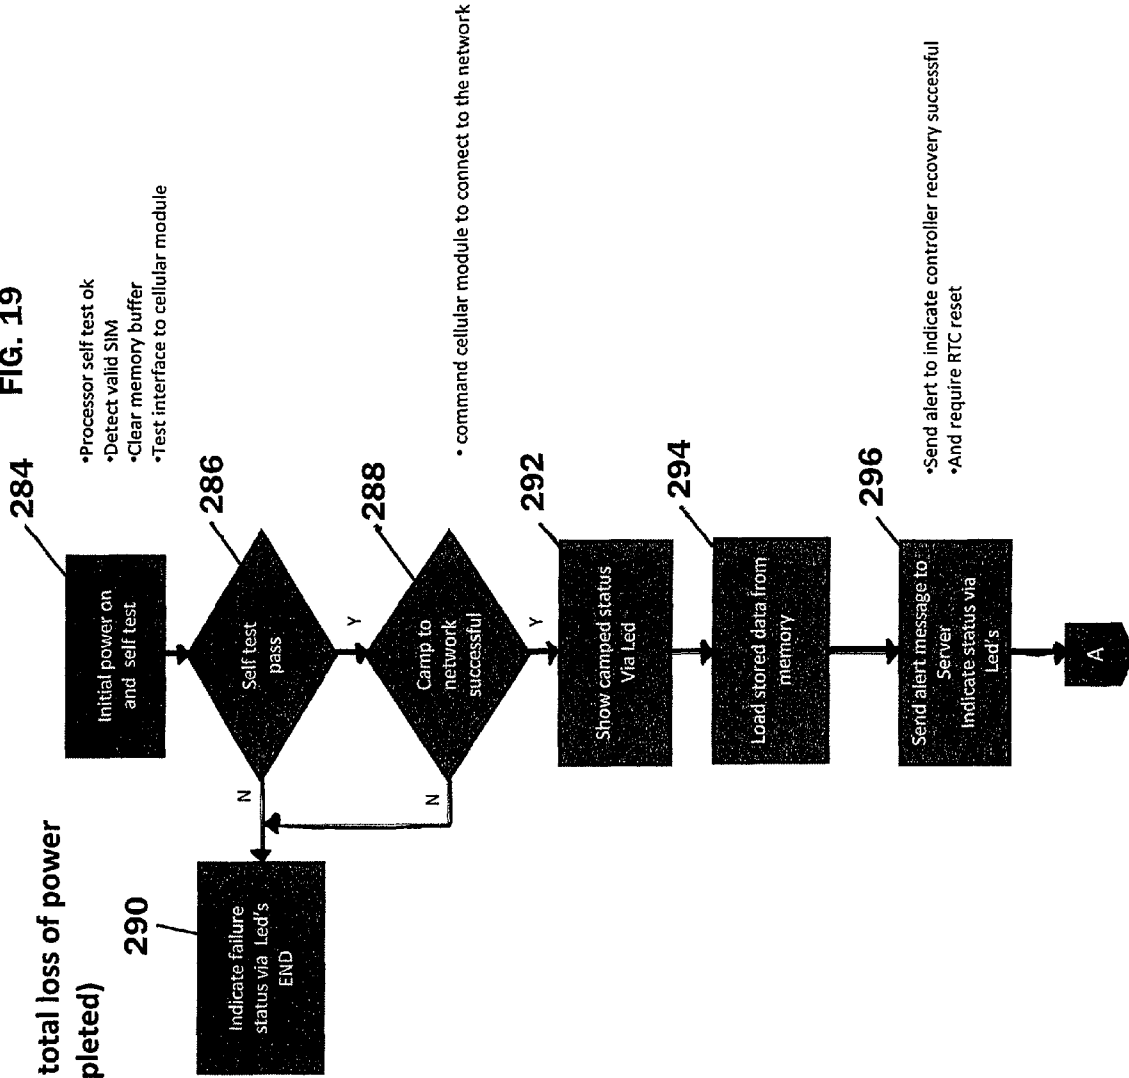 FIG. 19
total loss of power
pleted)
284
Initial power on
and self test
•Processor self test ok
•Detect valid SIM
•Clear memory buffer
•Test interface to cellular module
286
Self test
pass
N
Y
290
Indicate failure
status via Led's
END
288
Camp to
network
successful
• command cellular module to connect to the network
N
Y
292
Show camped status
Via Led
294
Load stored data from
memory
296
Send alert message to
Server
Indicate status via
Led's
•Send alert to indicate controller recovery successful
•And require RTC reset
A